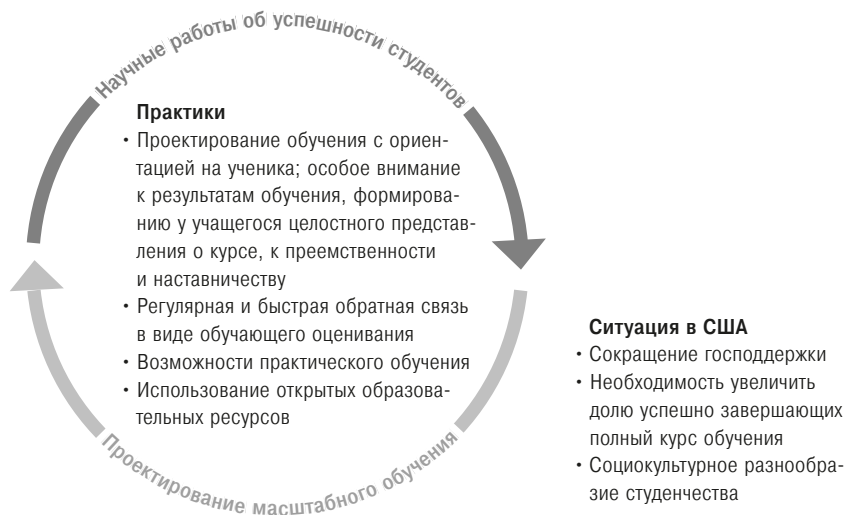 Научные работы об успешности студентов
Практики
• Проектирование обучения с ориен-
тацией на ученика; особое внимание
к результатам обучения, формирова-
нию у учащегося целостного представ-
ления о курсе, к преемственности
и наставничеству
• Регулярная и быстрая обратная связь
в виде обучающего оценивания
• Возможности практического обучения
• Использование открытых образова-
тельных ресурсов
Проектирование масштабного обучения
Ситуация в США
• Сокращение господдержки
• Необходимость увеличить
долю успешно завершающих
полный курс обучения
• Социокультурное разнообра-
зие студенчества